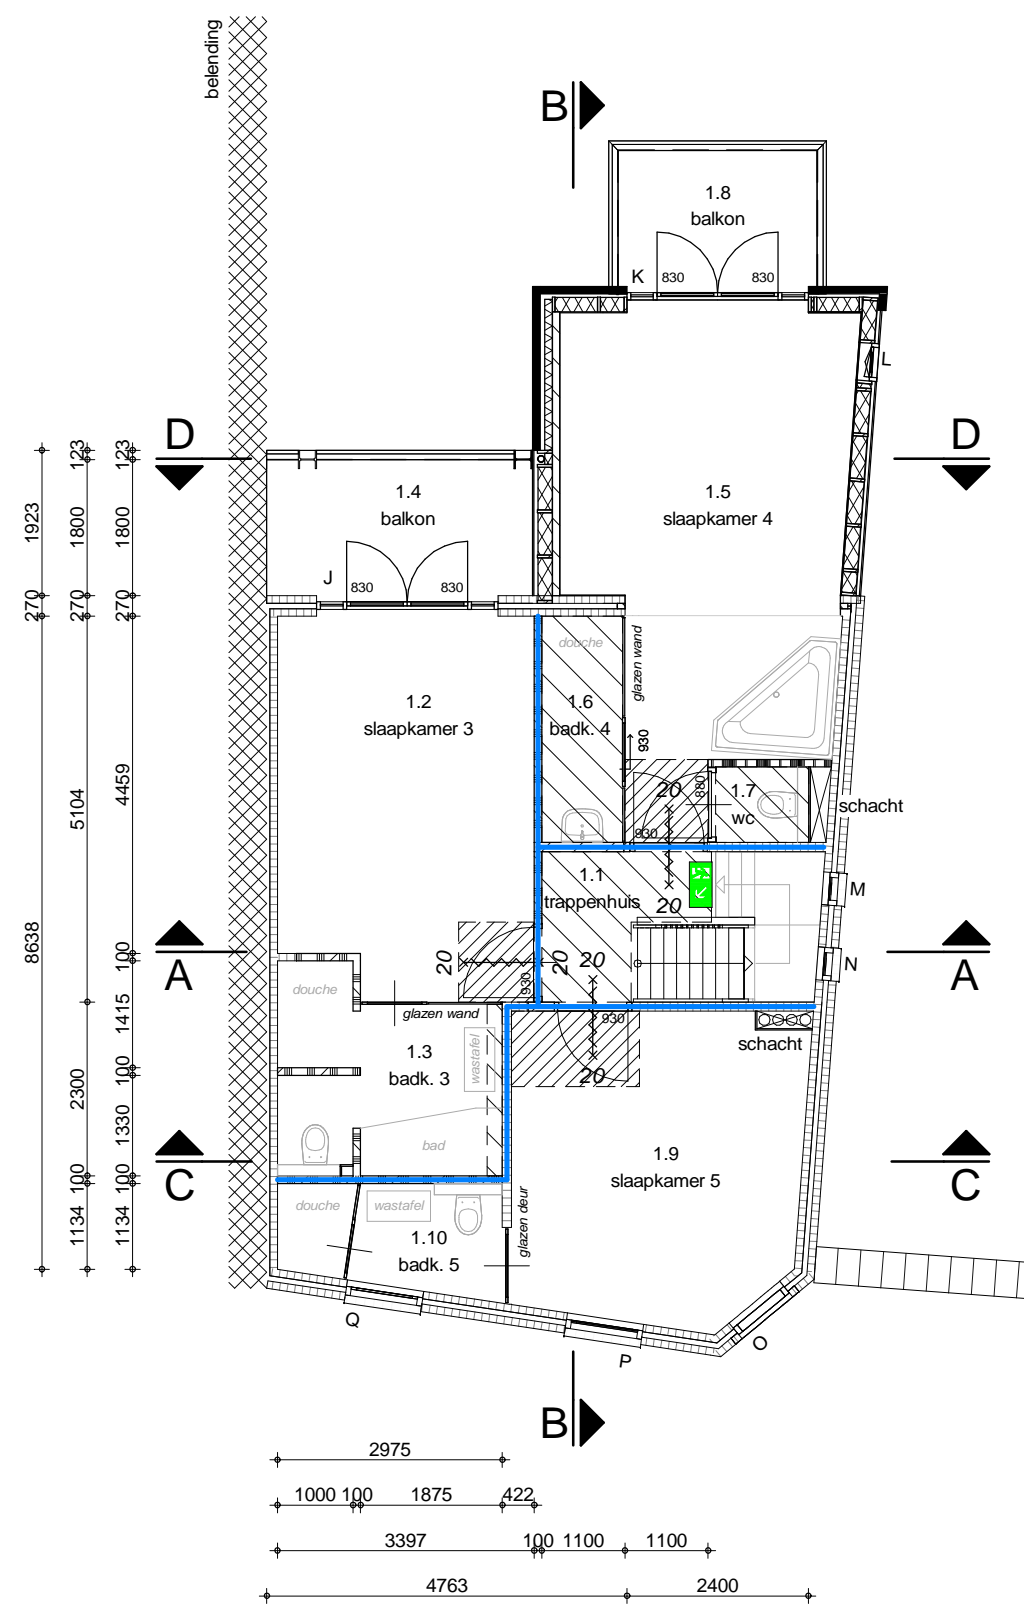 belending
B
1.8
balkon
K
830
830
L
D
D
1.4
balkon
1.5
slaapkamer 4
J
830
830
123
123
1923
1800
1800
270
270
270
douche
glazen wand
1.2
slaapkamer 3
1.6
badk. 4
930
4459
5104
20
880
1.7
wc
schacht
930
1.1
trappenhuis
20
M
8638
A
A
20
20
20
930
N
100
douche
1415
glazen wand
930
schacht
1.3
badk. 3
wastafel
20
100
2300
1330
bad
C
C
1.9
slaapkamer 5
100
100
1134
1134
douche
wastafel
glazen deur
1.10
badk. 5
Q
P
O
B
2975
1000
100
1875
422
3397
100
1100
1100
4763
2400